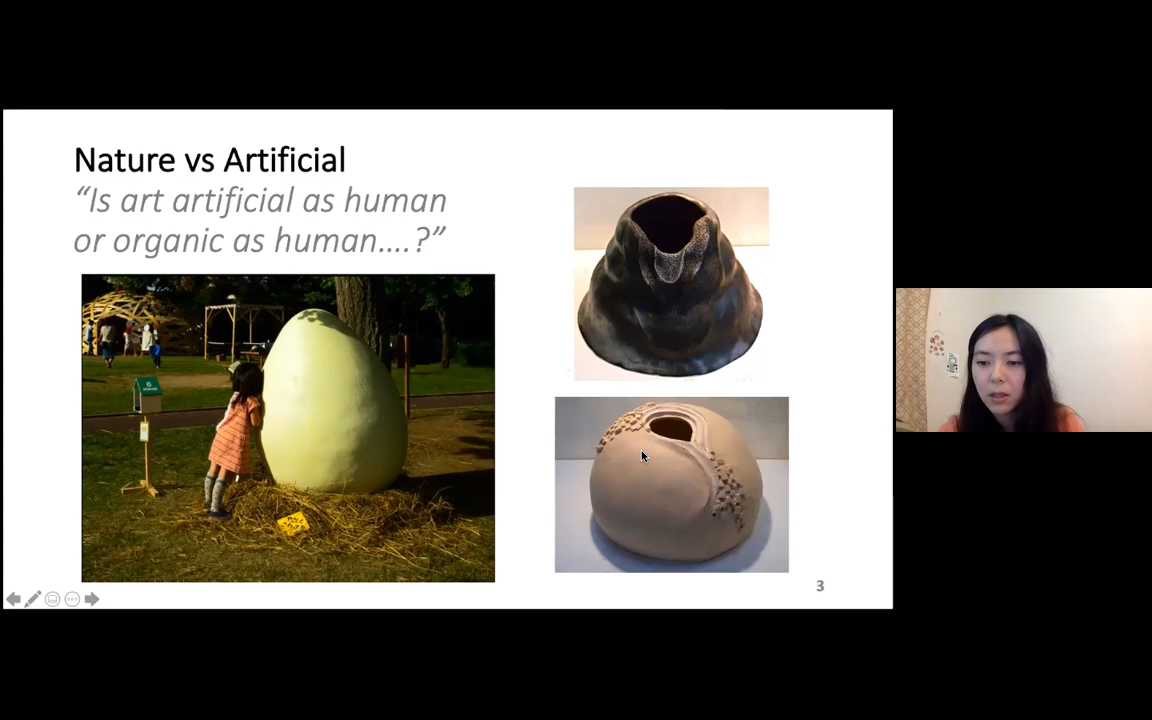 Nature vs Artificial
“Is art artificial as human
or organic as human….?”
3